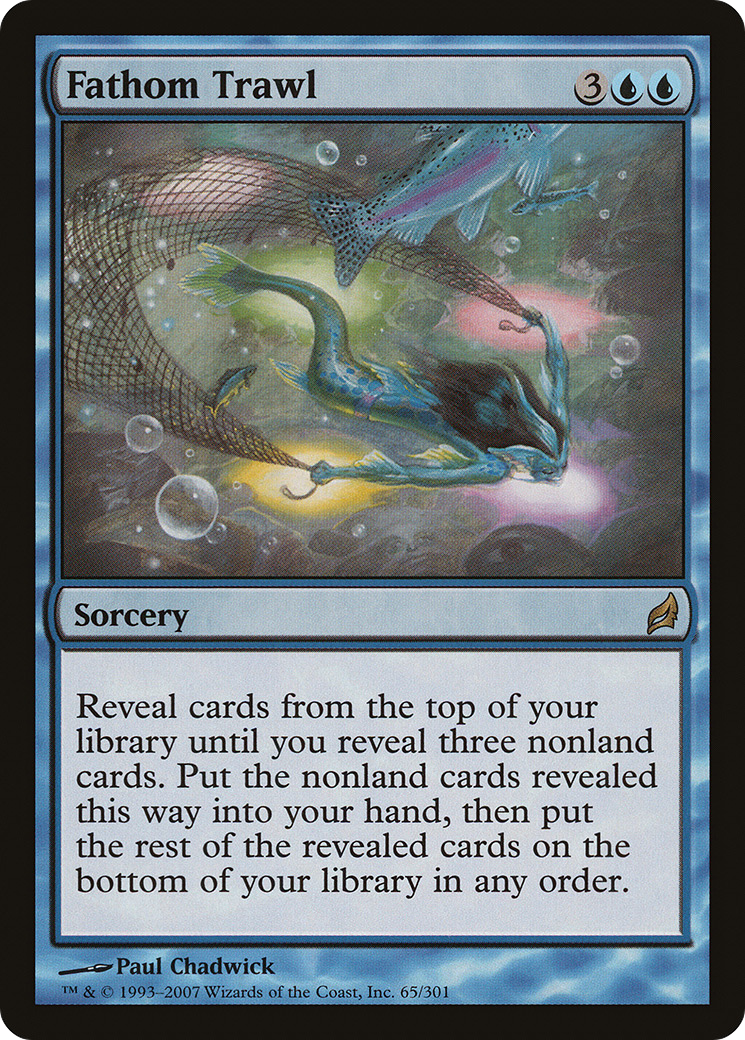 Fathom Trawl 3
Sorcery
Reveal cards from the top of your
library until you reveal three nonland
cards. Put the nonland cards revealed
this way into your hand, then put
the rest of the revealed cards on the
bottom of your library in any order.
Paul Chadwick
™ & © 1993–2007 Wizards of the Coast, Inc. 65/301